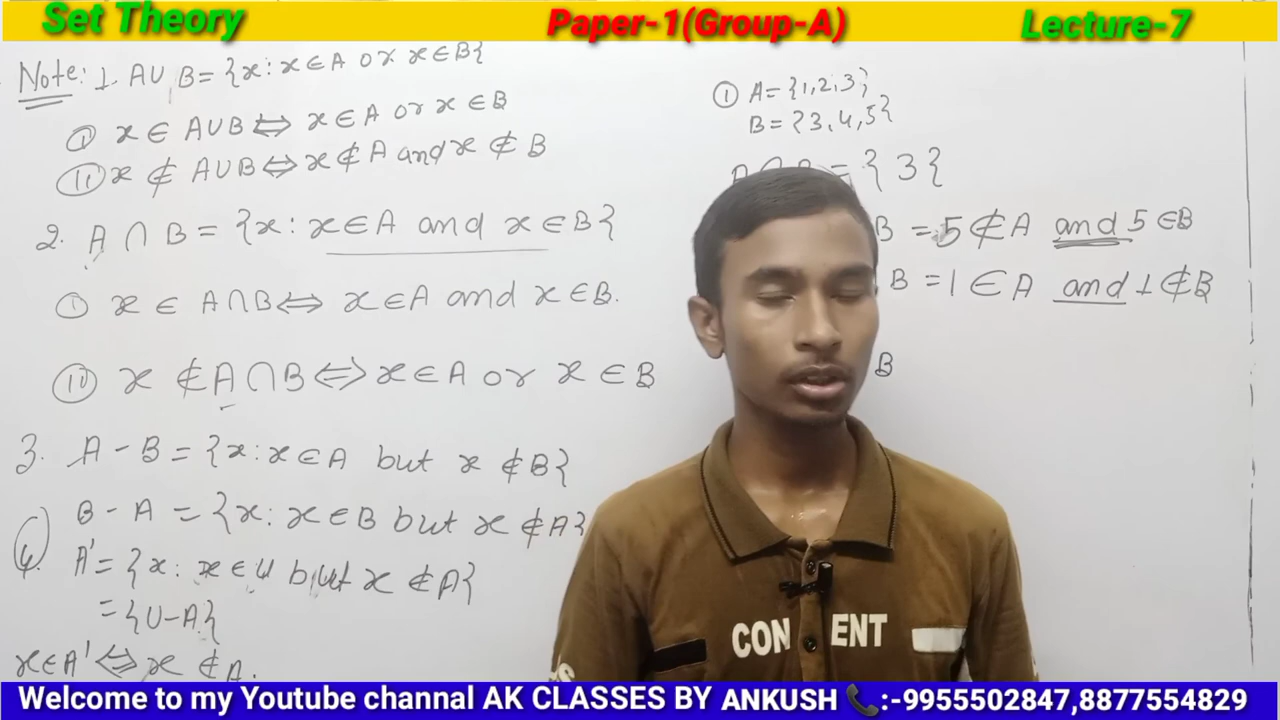 Set Theory Paper-1(Group-A) Lecture-7
Note: 1. A∪B = {x : x ∈ A or x ∈ B}
(i) x ∈ A∪B ⇔ x ∈ A or x ∈ B
(ii) x ∉ A∪B ⇔ x ∉ A and x ∉ B
2. A ∩ B = {x : x ∈ A and x ∈ B}
(i) x ∈ A∩B ⇔ x ∈ A and x ∈ B.
(ii) x ∉ A∩B ⇔ x ∈ A or x ∈ B
3. A - B = {x : x ∈ A but x ∉ B}
B - A = {x : x ∈ B but x ∉ A}
4. A' = {x : x ∈ U but x ∉ A}
= {U-A}
x ∈ A' ⇔ x ∉ A.
① A = {1,2,3}
B = {3,4,5}
A ∩ B = {3}
B = 5 ∉ A and 5 ∈ B
B = 1 ∈ A and 1 ∉ B
B
CON ENT
Welcome to my Youtube channal AK CLASSES BY ANKUSH 📞:-9955502847,8877554829